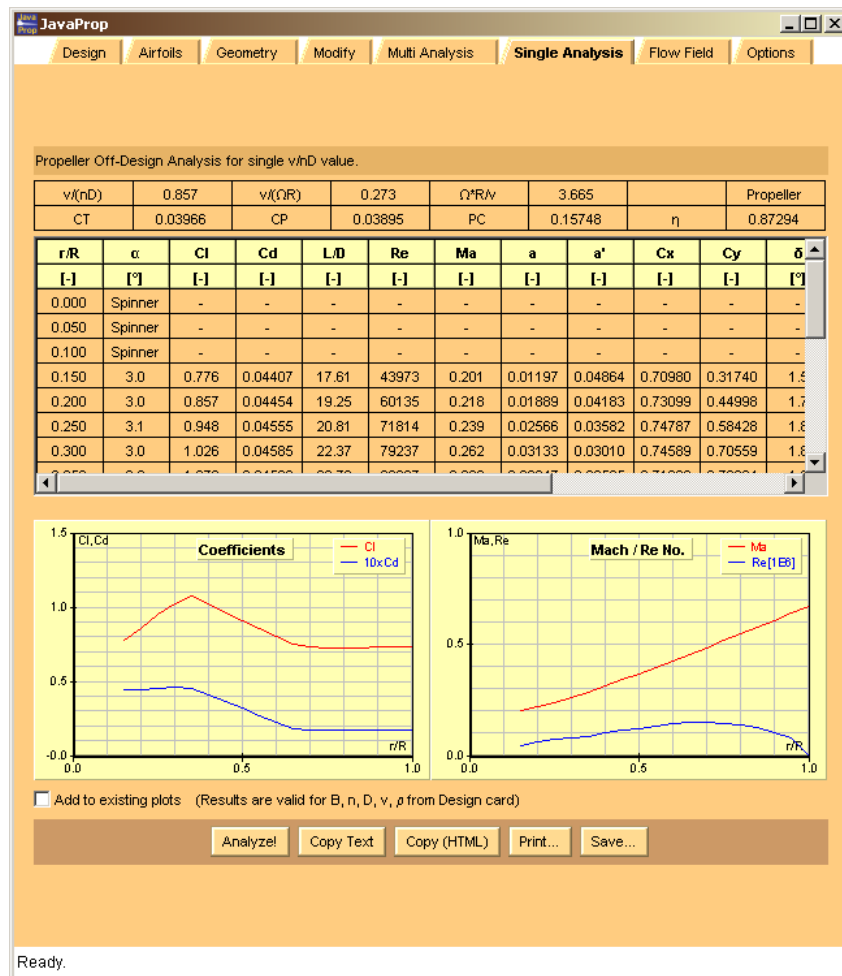 JavaProp
Design Airfoils Geometry Modify Multi Analysis Single Analysis Flow Field Options
Propeller Off-Design Analysis for single v/nD value.
v/(nD) 0.857 v/(ΩR) 0.273 Ω*R/v 3.665 Propeller
CT 0.03966 CP 0.03895 PC 0.15748 η 0.87294
r/R α Cl Cd L/D Re Ma a a' Cx Cy δ
[-] [°] [-] [-] [-] [-] [-] [-] [-] [-] [-] [°]
0.000 Spinner - - - - - - - - - -
0.050 Spinner - - - - - - - - - -
0.100 Spinner - - - - - - - - - -
0.150 3.0 0.776 0.04407 17.61 43973 0.201 0.01197 0.04864 0.70980 0.31740 1.5
0.200 3.0 0.857 0.04454 19.25 60135 0.218 0.01889 0.04183 0.73099 0.44998 1.7
0.250 3.1 0.948 0.04555 20.81 71814 0.239 0.02566 0.03582 0.74787 0.58428 1.8
0.300 3.0 1.026 0.04585 22.37 79237 0.262 0.03133 0.03010 0.74589 0.70559 1.8
1.5 Cl,Cd Coefficients Cl
10xCd
1.0
0.5
-0.0
r/R
0.0 0.5 1.0
1.0 Ma,Re Mach / Re No. Ma
Re[1E6]
0.5
0.0
r/R
0.0 0.5 1.0
Add to existing plots (Results are valid for B, n, D, v, ρ from Design card)
Analyze! Copy Text Copy (HTML) Print... Save...
Ready.